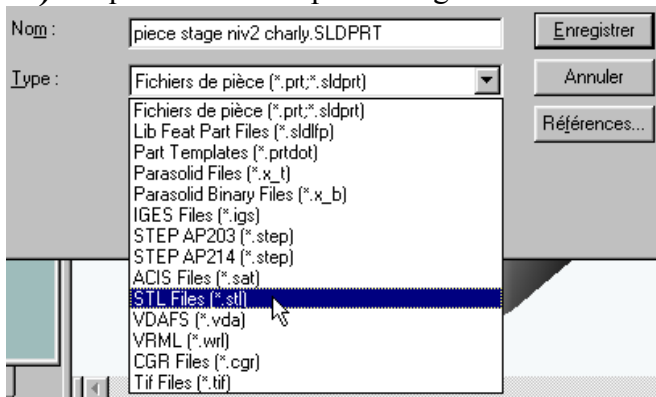 Nom :
piece stage niv2 charly.SLDPRT
Enregistrer
Type :
Fichiers de pièce (*.prt;*.sldprt)
Annuler
Fichiers de pièce (*.prt;*.sldprt)
Lib Feat Part Files (*.sldlfp)
Références...
Part Templates (*.prtdot)
Parasolid Files (*.x_t)
Parasolid Binary Files (*.x_b)
IGES Files (*.igs)
STEP AP203 (*.step)
STEP AP214 (*.step)
ACIS Files (*.sat)
STL Files (*.stl)
VDAFS (*.vda)
VRML (*.wrl)
CGR Files (*.cgr)
Tif Files (*.tif)